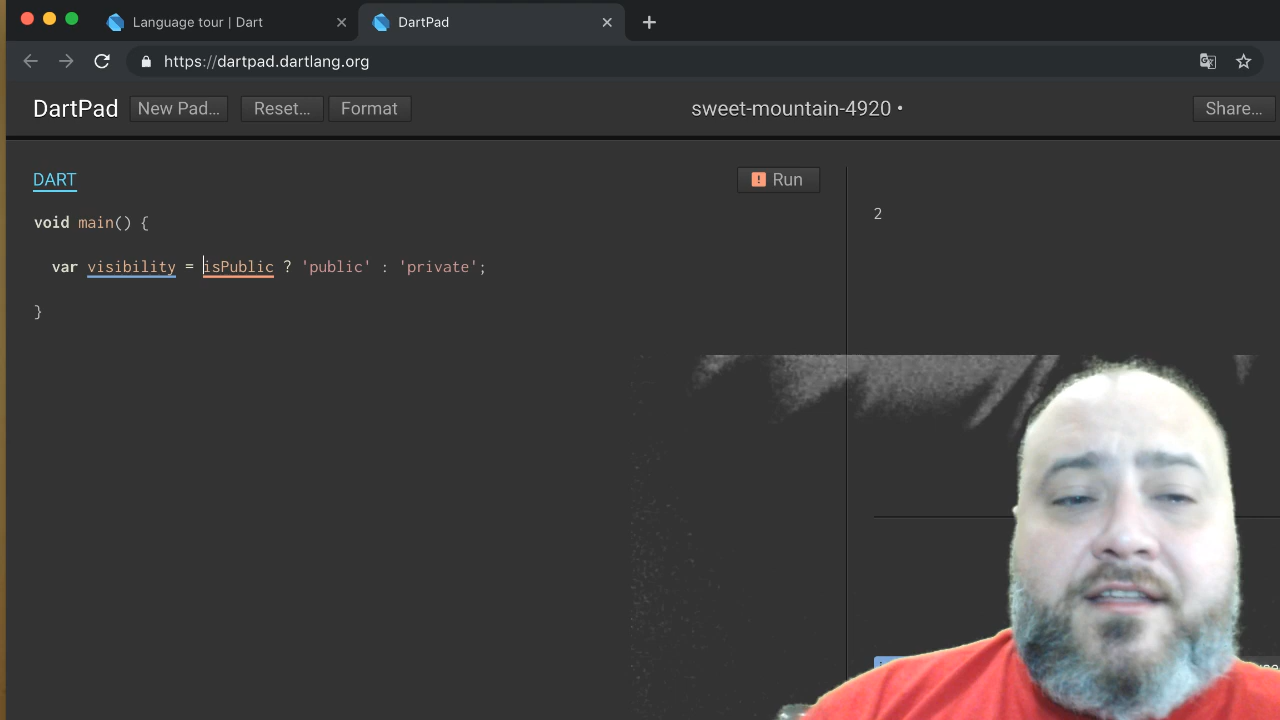 Language tour | Dart
DartPad
https://dartpad.dartlang.org
DartPad
New Pad...
Reset...
Format
sweet-mountain-4920 •
Share...
DART
Run
void main() {
var visibility = isPublic ? 'public' : 'private';
}
2